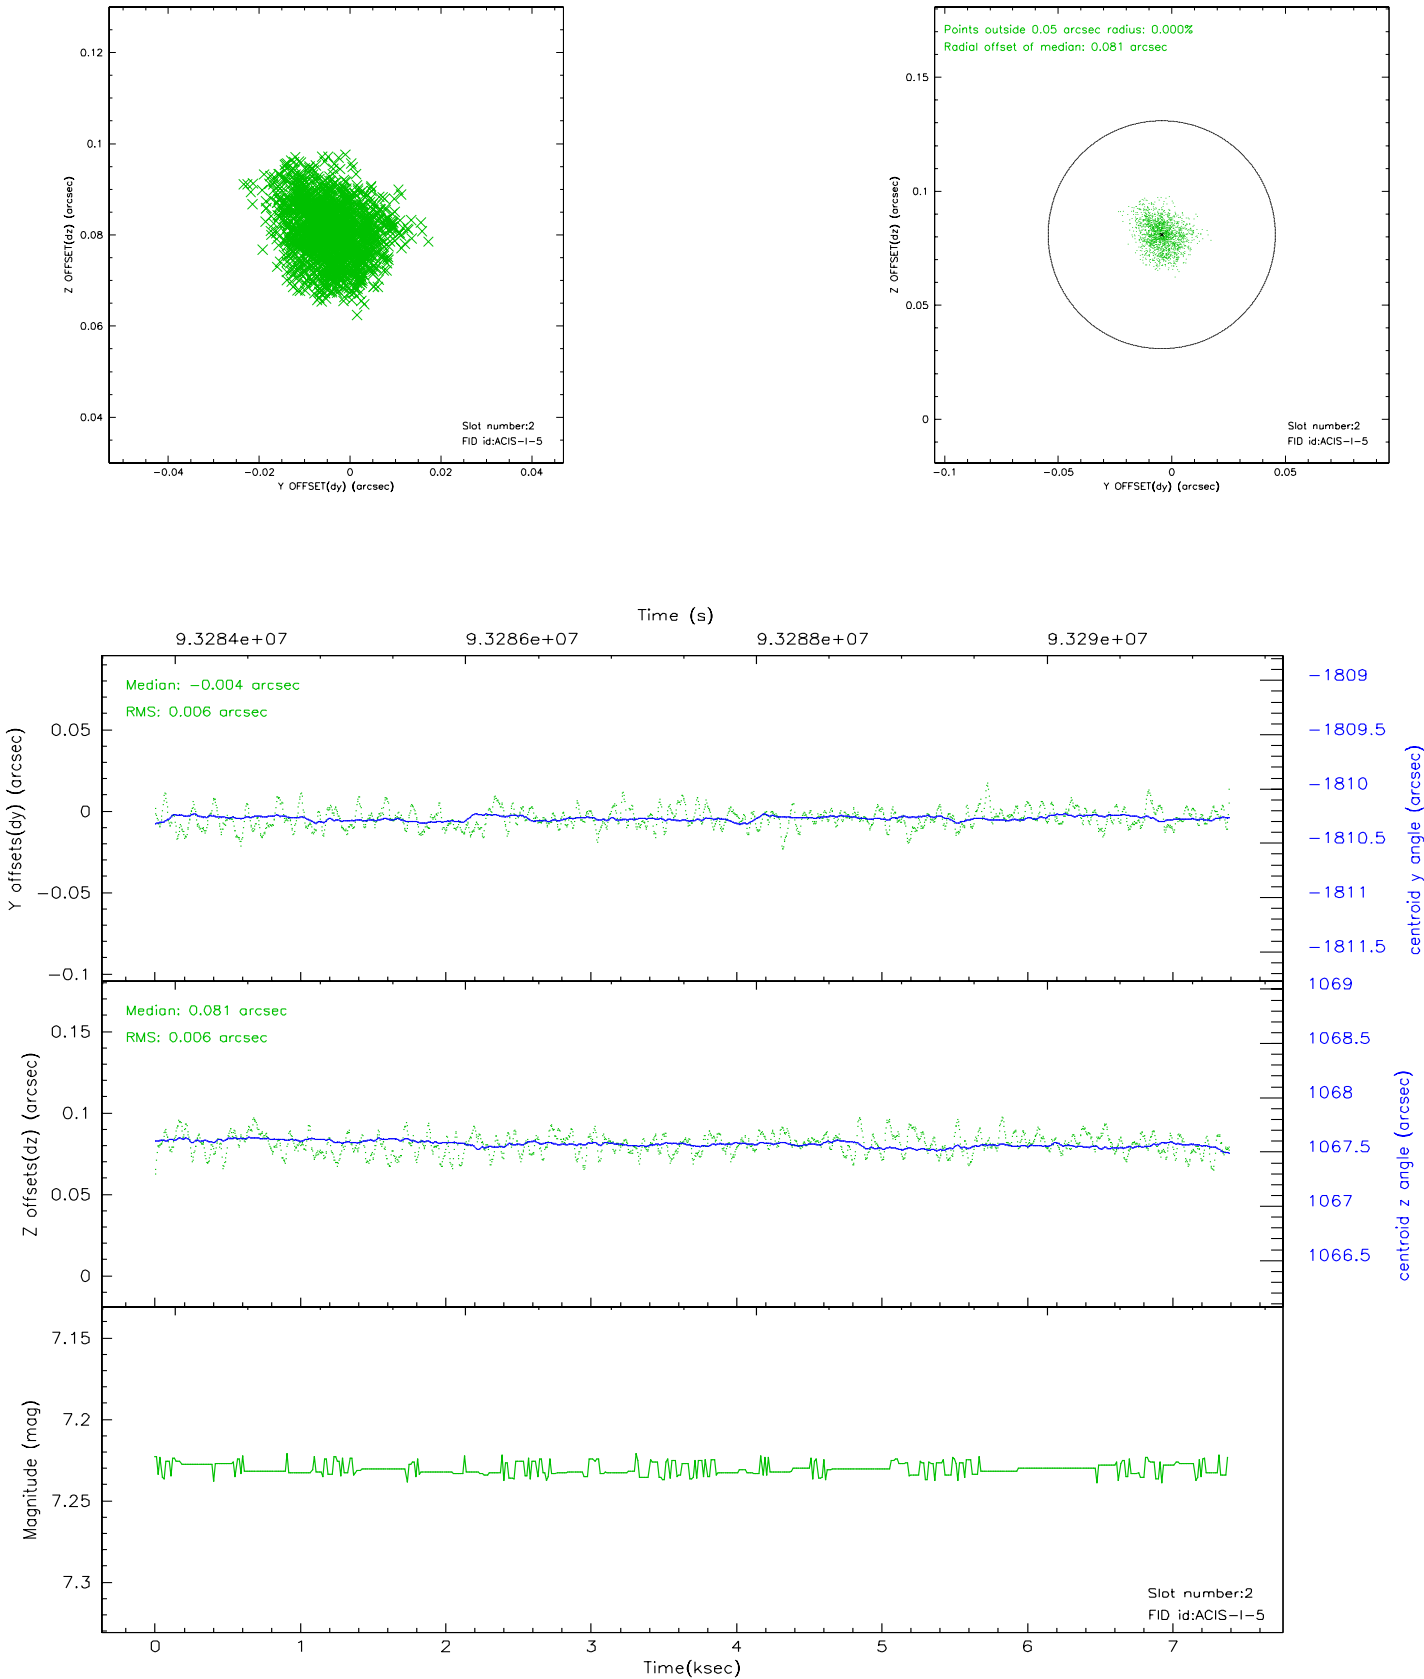 0.12
0.1
0.08
0.06
0.04
Z OFFSET(dz) (arcsec)
Slot number:2
FID id:ACIS-I-5
-0.04 -0.02 0 0.02 0.04
Y OFFSET(dy) (arcsec)
Points outside 0.05 arcsec radius: 0.000%
Radial offset of median: 0.081 arcsec
0.15
0.1
0.05
0
Z OFFSET(dz) (arcsec)
Slot number:2
FID id:ACIS-I-5
-0.1 -0.05 0 0.05
Y OFFSET(dy) (arcsec)
Time (s)
9.3284e+07 9.3286e+07 9.3288e+07 9.329e+07
Median: -0.004 arcsec
RMS: 0.006 arcsec
0.05
0
-0.05
-0.1
Y offsets(dy) (arcsec)
-1809
-1809.5
-1810
-1810.5
-1811
-1811.5
centroid y angle (arcsec)
Median: 0.081 arcsec
RMS: 0.006 arcsec
0.15
0.1
0.05
0
Z offsets(dz) (arcsec)
1069
1068.5
1068
1067.5
1067
1066.5
centroid z angle (arcsec)
7.15
7.2
7.25
7.3
Magnitude (mag)
Slot number:2
FID id:ACIS-I-5
0 1 2 3 4 5 6 7
Time(ksec)